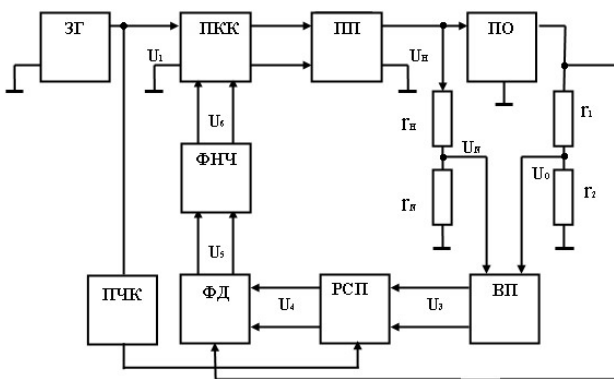 ЗГ
ПКК
ПП
ПО
U₁
Uн
U₆
rн
r₁
ФНЧ
U𝑁
U₀
r𝑁
r₂
U₅
ПЧК
ФД
U₄
РСП
U₃
ВП